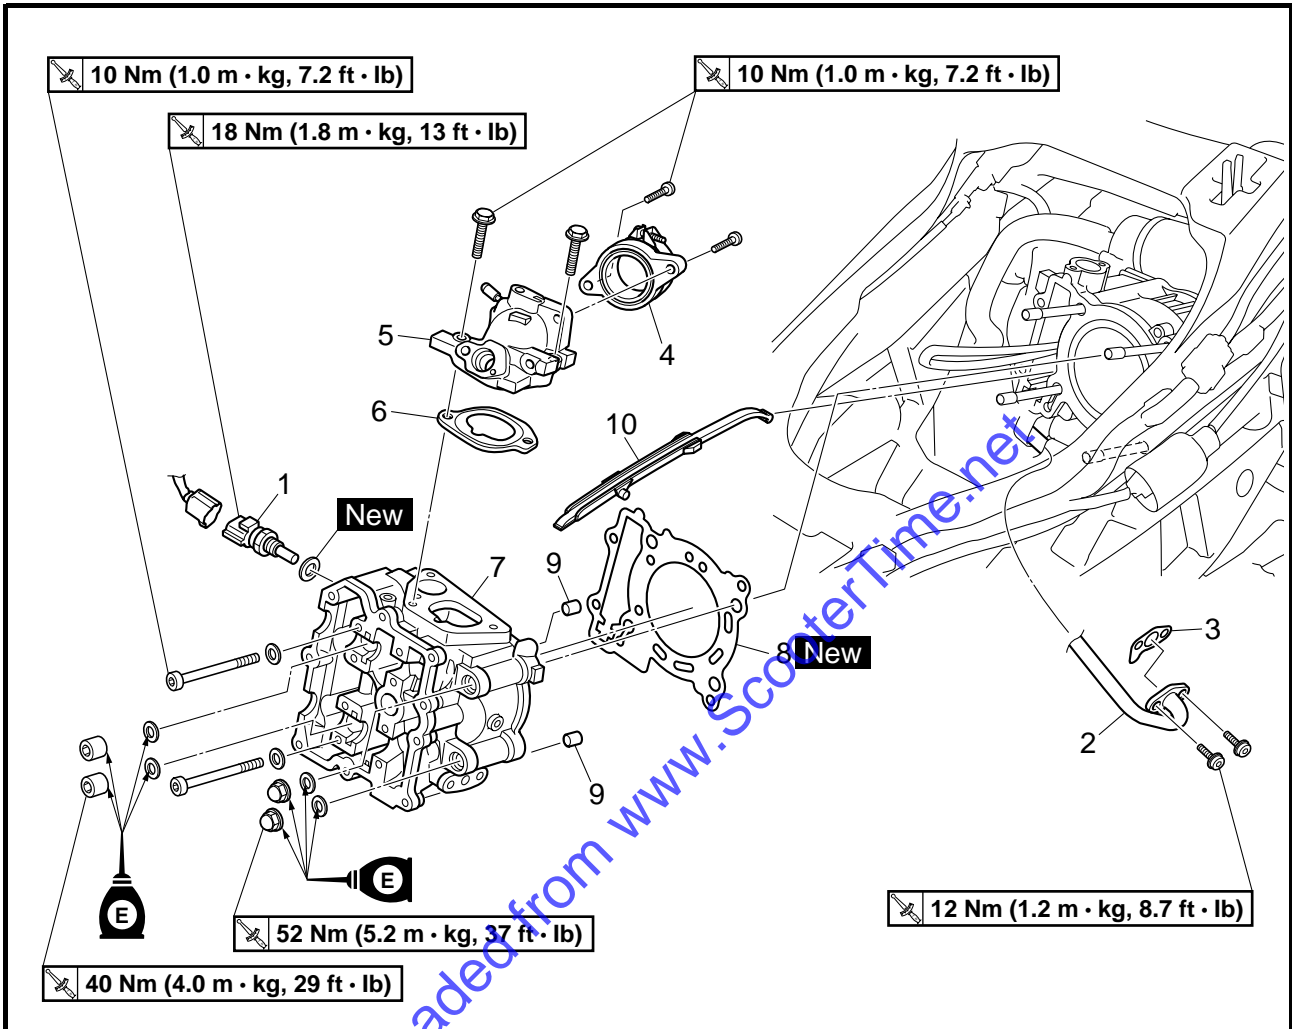 10 Nm (1.0 m · kg, 7.2 ft · lb)
10 Nm (1.0 m · kg, 7.2 ft · lb)
18 Nm (1.8 m · kg, 13 ft · lb)
5
4
6
10
1
New
7
9
8 New
3
2
9
E
E
12 Nm (1.2 m · kg, 8.7 ft · lb)
52 Nm (5.2 m · kg, 37 ft · lb)
40 Nm (4.0 m · kg, 29 ft · lb)
aded from www.ScooterTime.net